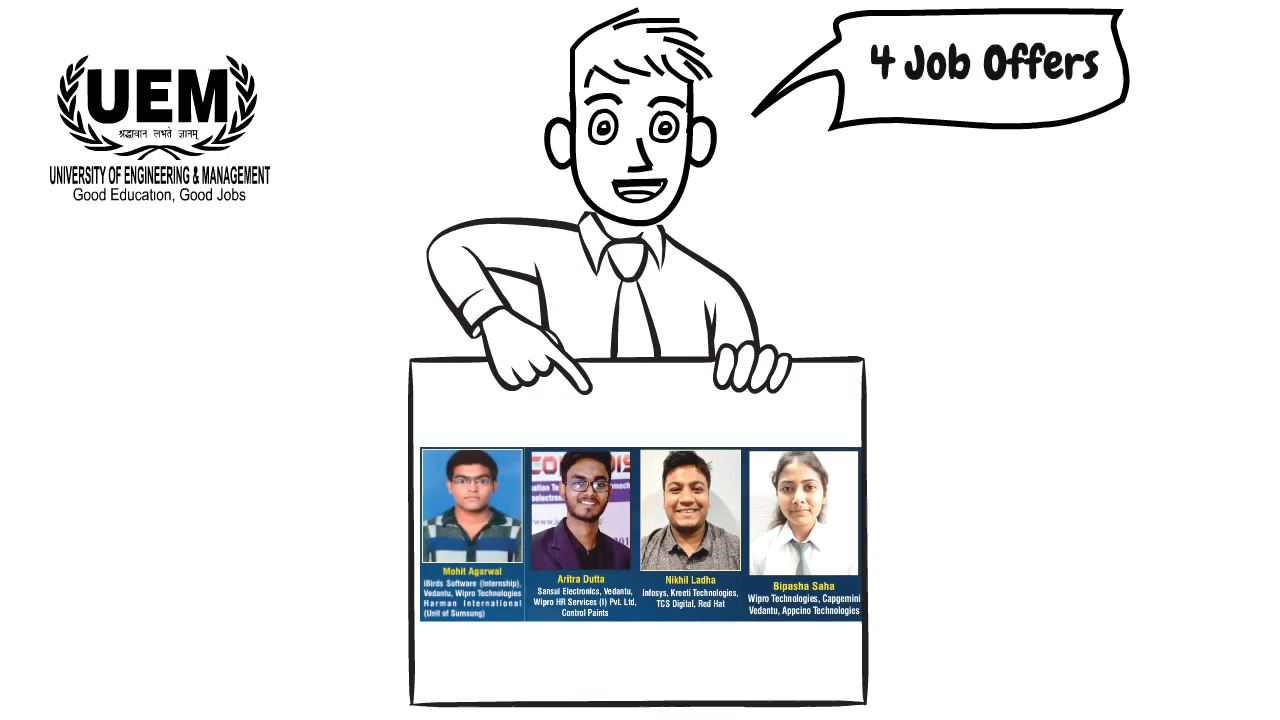 UEM
श्रद्धावान लभते ज्ञानम्
UNIVERSITY OF ENGINEERING & MANAGEMENT
Good Education, Good Jobs
4 Job Offers
Mohit Agarwal
iBirds Software (Internship),
Vedantu, Wipro Technologies
Harman International
(Unit of Sumsung)
Aritra Dutta
Sansui Electronics, Vedantu,
Wipro HR Services (I) Pvt. Ltd,
Control Paints
Nikhil Ladha
Infosys, Kreeti Technologies,
TCS Digital, Red Hat
Bipasha Saha
Wipro Technologies, Capgemini
Vedantu, Appcino Technologies